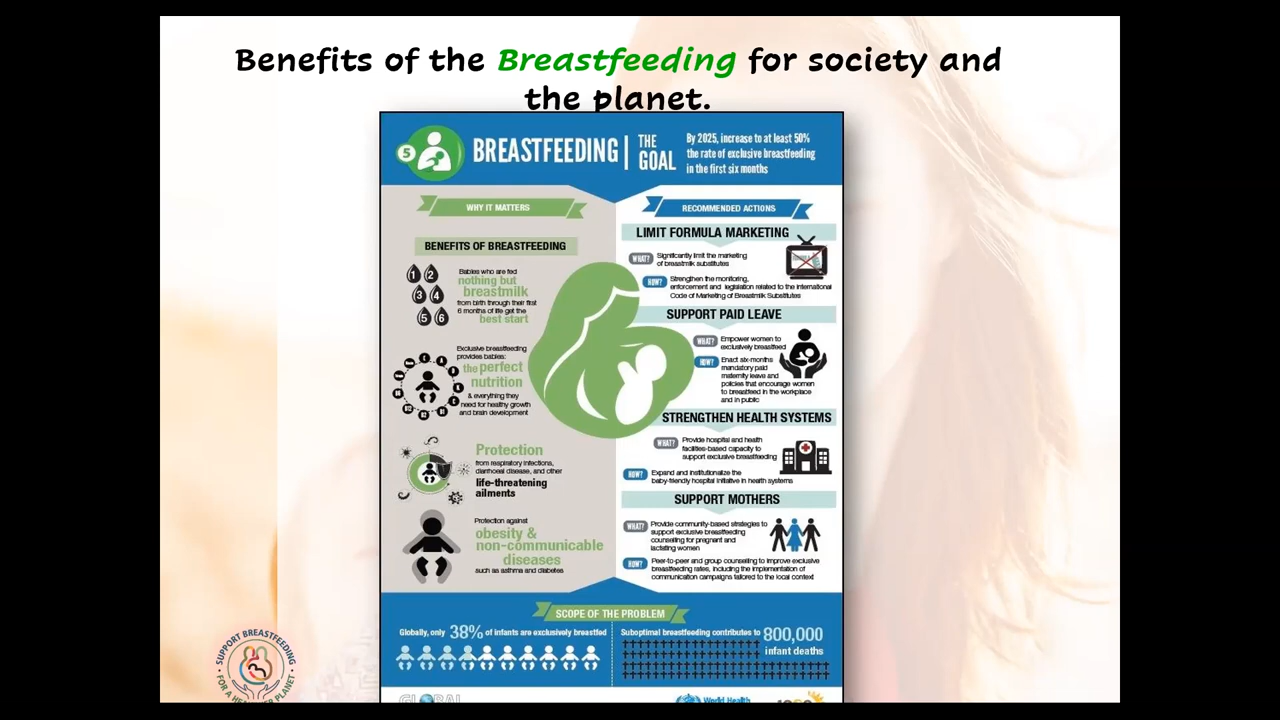 Benefits of the Breastfeeding for society and
the planet.
5
BREASTFEEDING
THE
GOAL
By 2025, increase to at least 50%
the rate of exclusive breastfeeding
in the first six months
WHY IT MATTERS
BENEFITS OF BREASTFEEDING
1 2
3 4
5 6
Babies who are fed
nothing but
breastmilk
from birth through their first
6 months of life get the
best start
Exclusive breastfeeding
provides babies:
the perfect
nutrition
& everything they
need for healthy growth
and brain development
Protection
from respiratory infections,
diarrhoeal disease, and other
life-threatening
ailments
Protection against
obesity &
non-communicable
diseases
such as asthma and diabetes
RECOMMENDED ACTIONS
LIMIT FORMULA MARKETING
WHAT? Significantly limit the marketing
of breastmilk substitutes
HOW? Strengthen the monitoring,
enforcement and legislation related to the International
Code of Marketing of Breastmilk Substitutes
SUPPORT PAID LEAVE
WHAT? Empower women to
exclusively breastfeed
HOW? Enact six-months
mandatory paid
maternity leave and
policies that encourage women
to breastfeed in the workplace
and in public
STRENGTHEN HEALTH SYSTEMS
WHAT? Provide hospital and health
facilities-based capacity to
support exclusive breastfeeding
HOW? Expand and institutionalize the
baby-friendly hospital initiative in health systems
SUPPORT MOTHERS
WHAT? Provide community-based strategies to
support exclusive breastfeeding
counselling for pregnant and
lactating women
HOW? Peer-to-peer and group counselling to improve exclusive
breastfeeding rates, including the implementation of
communication campaigns tailored to the local context
SCOPE OF THE PROBLEM
Globally, only 38% of infants are exclusively breastfed
Suboptimal breastfeeding contributes to 800,000
infant deaths
SUPPORT BREASTFEEDING
FOR A PLANET
GLOBAL
World Health